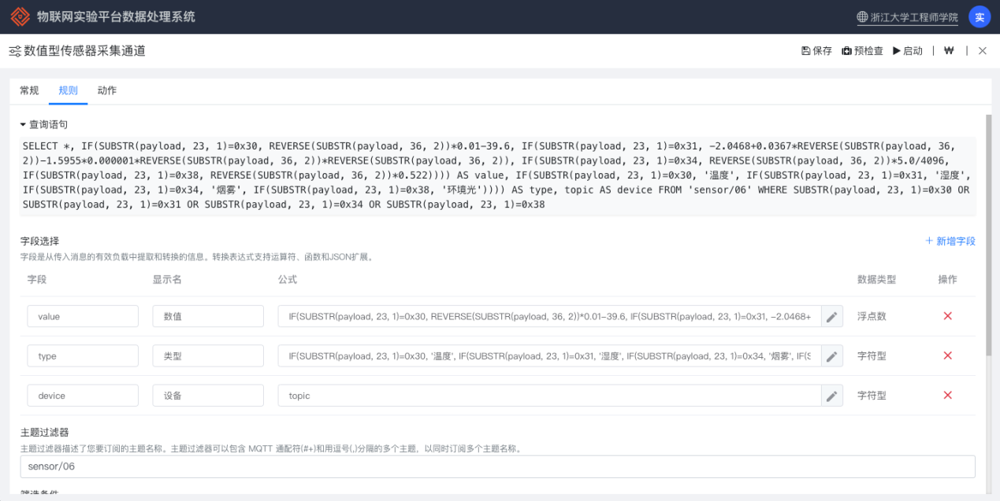 物联网实验平台数据处理系统
浙江大学工程师学院
实
数值型传感器采集通道
保存 预检查 启动 | ₩ |
常规 规则 动作
查询语句
SELECT *, IF(SUBSTR(payload, 23, 1)=0x30, REVERSE(SUBSTR(payload, 36, 2))*0.01-39.6, IF(SUBSTR(payload, 23, 1)=0x31, -2.0468+0.0367*REVERSE(SUBSTR(payload, 36,
2))-1.5955*0.000001*REVERSE(SUBSTR(payload, 36, 2))*REVERSE(SUBSTR(payload, 36, 2)), IF(SUBSTR(payload, 23, 1)=0x34, REVERSE(SUBSTR(payload, 36, 2))*5.0/4096,
IF(SUBSTR(payload, 23, 1)=0x38, REVERSE(SUBSTR(payload, 36, 2))*0.522)))) AS value, IF(SUBSTR(payload, 23, 1)=0x30, '温度', IF(SUBSTR(payload, 23, 1)=0x31, '湿度',
IF(SUBSTR(payload, 23, 1)=0x34, '烟雾', IF(SUBSTR(payload, 23, 1)=0x38, '环境光')))) AS type, topic AS device FROM 'sensor/06' WHERE SUBSTR(payload, 23, 1)=0x30 OR
SUBSTR(payload, 23, 1)=0x31 OR SUBSTR(payload, 23, 1)=0x34 OR SUBSTR(payload, 23, 1)=0x38
字段选择
+ 新增字段
字段是从传入消息的有效负载中提取和转换的信息。转换表达式支持运算符、函数和JSON扩展。
字段 显示名 公式 数据类型 操作
value 数值 IF(SUBSTR(payload, 23, 1)=0x30, REVERSE(SUBSTR(payload, 36, 2))*0.01-39.6, IF(SUBSTR(payload, 23, 1)=0x31, -2.0468+ 浮点数
type 类型 IF(SUBSTR(payload, 23, 1)=0x30, '温度', IF(SUBSTR(payload, 23, 1)=0x31, '湿度', IF(SUBSTR(payload, 23, 1)=0x34, '烟雾', IF(S 字符型
device 设备 topic 字符型
主题过滤器
主题过滤器描述了您要订阅的主题名称。主题过滤器可以包含 MQTT 通配符(#+)和用逗号(,)分隔的多个主题，以同时订阅多个主题名称。
sensor/06
筛选条件